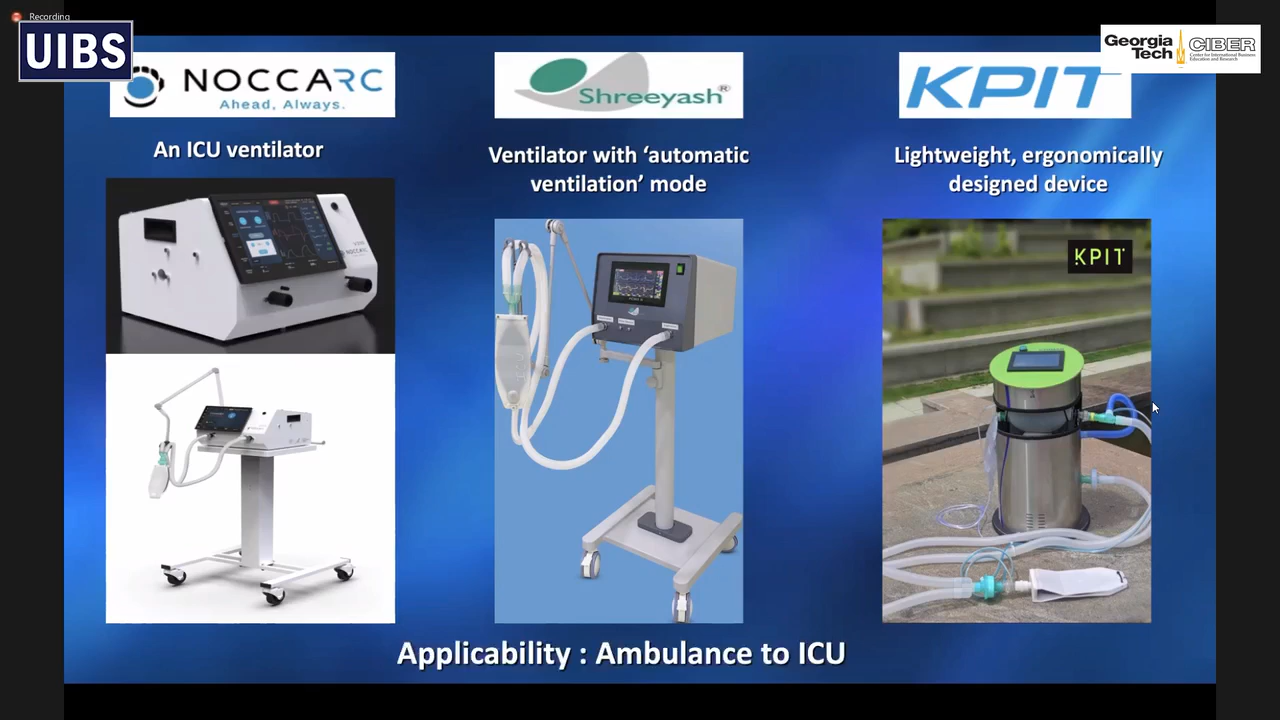 Recording
UIBS
Georgia Tech
CIBER
Center for International Business
Education and Research
NOCCARC
Ahead, Always.
Shreeyash®
KPIT
An ICU ventilator
Ventilator with ‘automatic
ventilation’ mode
Lightweight, ergonomically
designed device
NOCCARC
KPIT
Applicability : Ambulance to ICU